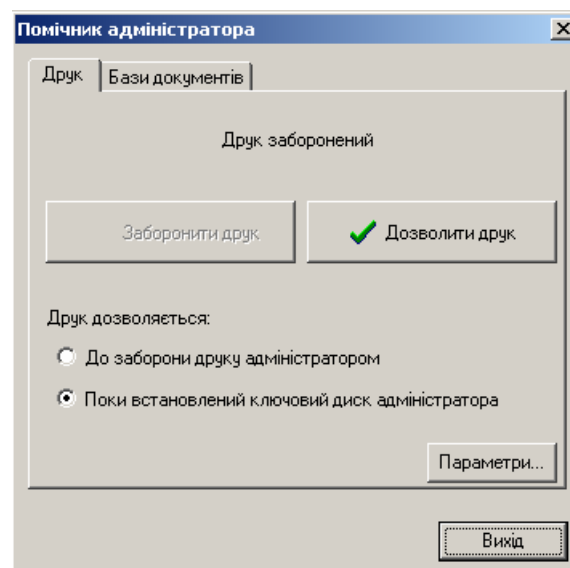 Помічник адміністратора
Друк Бази документів
Друк заборонений
Заборонити друк Дозволити друк
Друк дозволяється:
До заборони друку адміністратором
Поки встановлений ключовий диск адміністратора
Параметри...
Вихід